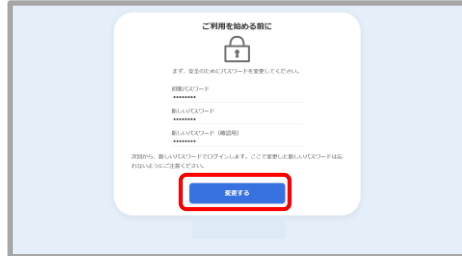 ご利用を始める前に
まず、安全のためにパスワードを変更してください。
初期パスワード
••••••••
新しいパスワード
••••••••
新しいパスワード（確認用）
••••••••
次回から、新しいパスワードでログインします。ここで変更した新しいパスワードは忘
れないようにご注意ください。
変更する